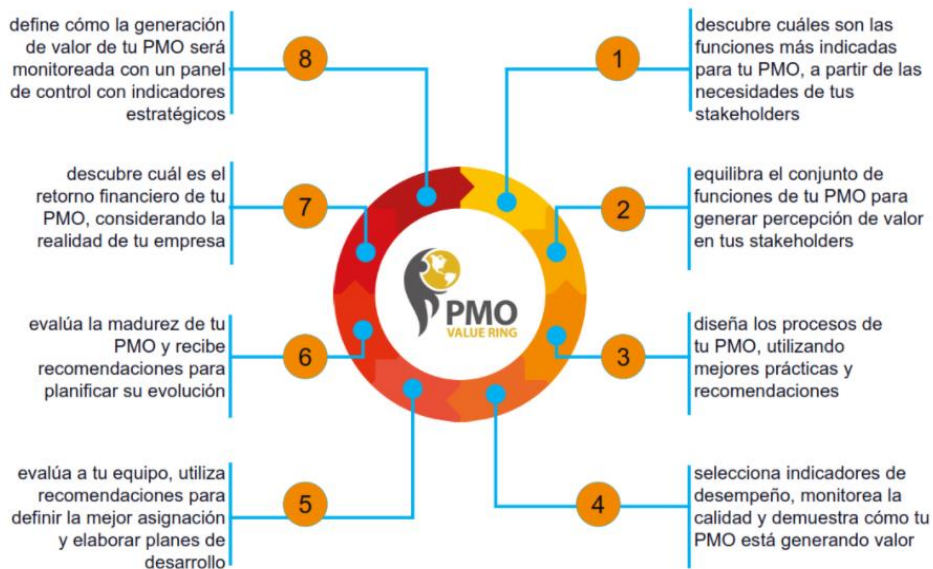 1
descubre cuáles son las
funciones más indicadas
para tu PMO, a partir de las
necesidades de tus
stakeholders
2
equilibra el conjunto de
funciones de tu PMO para
generar percepción de valor
en tus stakeholders
3
diseña los procesos de
tu PMO, utilizando
mejores prácticas y
recomendaciones
4
selecciona indicadores de
desempeño, monitorea la
calidad y demuestra cómo tu
PMO está generando valor
5
evalúa a tu equipo, utiliza
recomendaciones para
definir la mejor asignación
y elaborar planes de
desarrollo
6
evalúa la madurez de tu
PMO y recibe
recomendaciones para
planificar su evolución
7
descubre cuál es el
retorno financiero de tu
PMO, considerando la
realidad de tu empresa
8
define cómo la generación
de valor de tu PMO será
monitoreada con un panel
de control con indicadores
estratégicos
PMO
VALUE RING